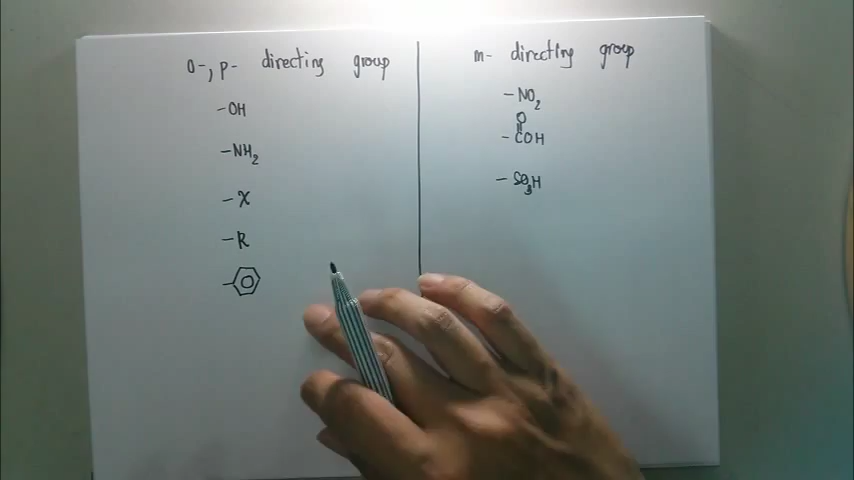 o-, p- directing group
-OH
-NH2
-X
-R
m- directing group
-NO2
O
-COH
-SO3H